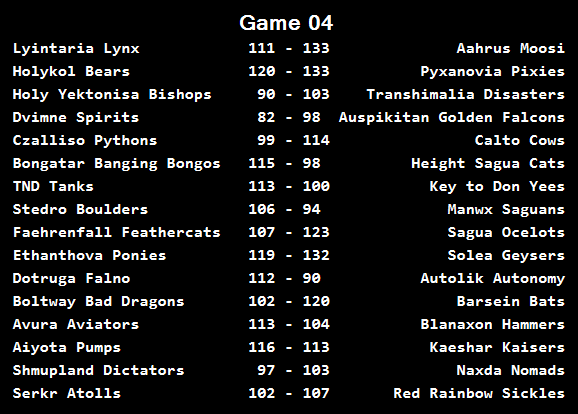 Game 04
Lyintaria Lynx 111 - 133 Aahrus Moosi
Holykol Bears 120 - 133 Pyxanovia Pixies
Holy Yektonisa Bishops 90 - 103 Transhimalia Disasters
Dvimne Spirits 82 - 98 Auspikitan Golden Falcons
Czalliso Pythons 99 - 114 Calto Cows
Bongatar Banging Bongos 115 - 98 Height Sagua Cats
TND Tanks 113 - 100 Key to Don Yees
Stedro Boulders 106 - 94 Manwx Saguans
Faehrenfall Feathercats 107 - 123 Sagua Ocelots
Ethanthova Ponies 119 - 132 Solea Geysers
Dotruga Falno 112 - 90 Autolik Autonomy
Boltway Bad Dragons 102 - 120 Barsein Bats
Avura Aviators 113 - 104 Blanaxon Hammers
Aiyota Pumps 116 - 113 Kaeshar Kaisers
Shmupland Dictators 97 - 103 Naxda Nomads
Serkr Atolls 102 - 107 Red Rainbow Sickles